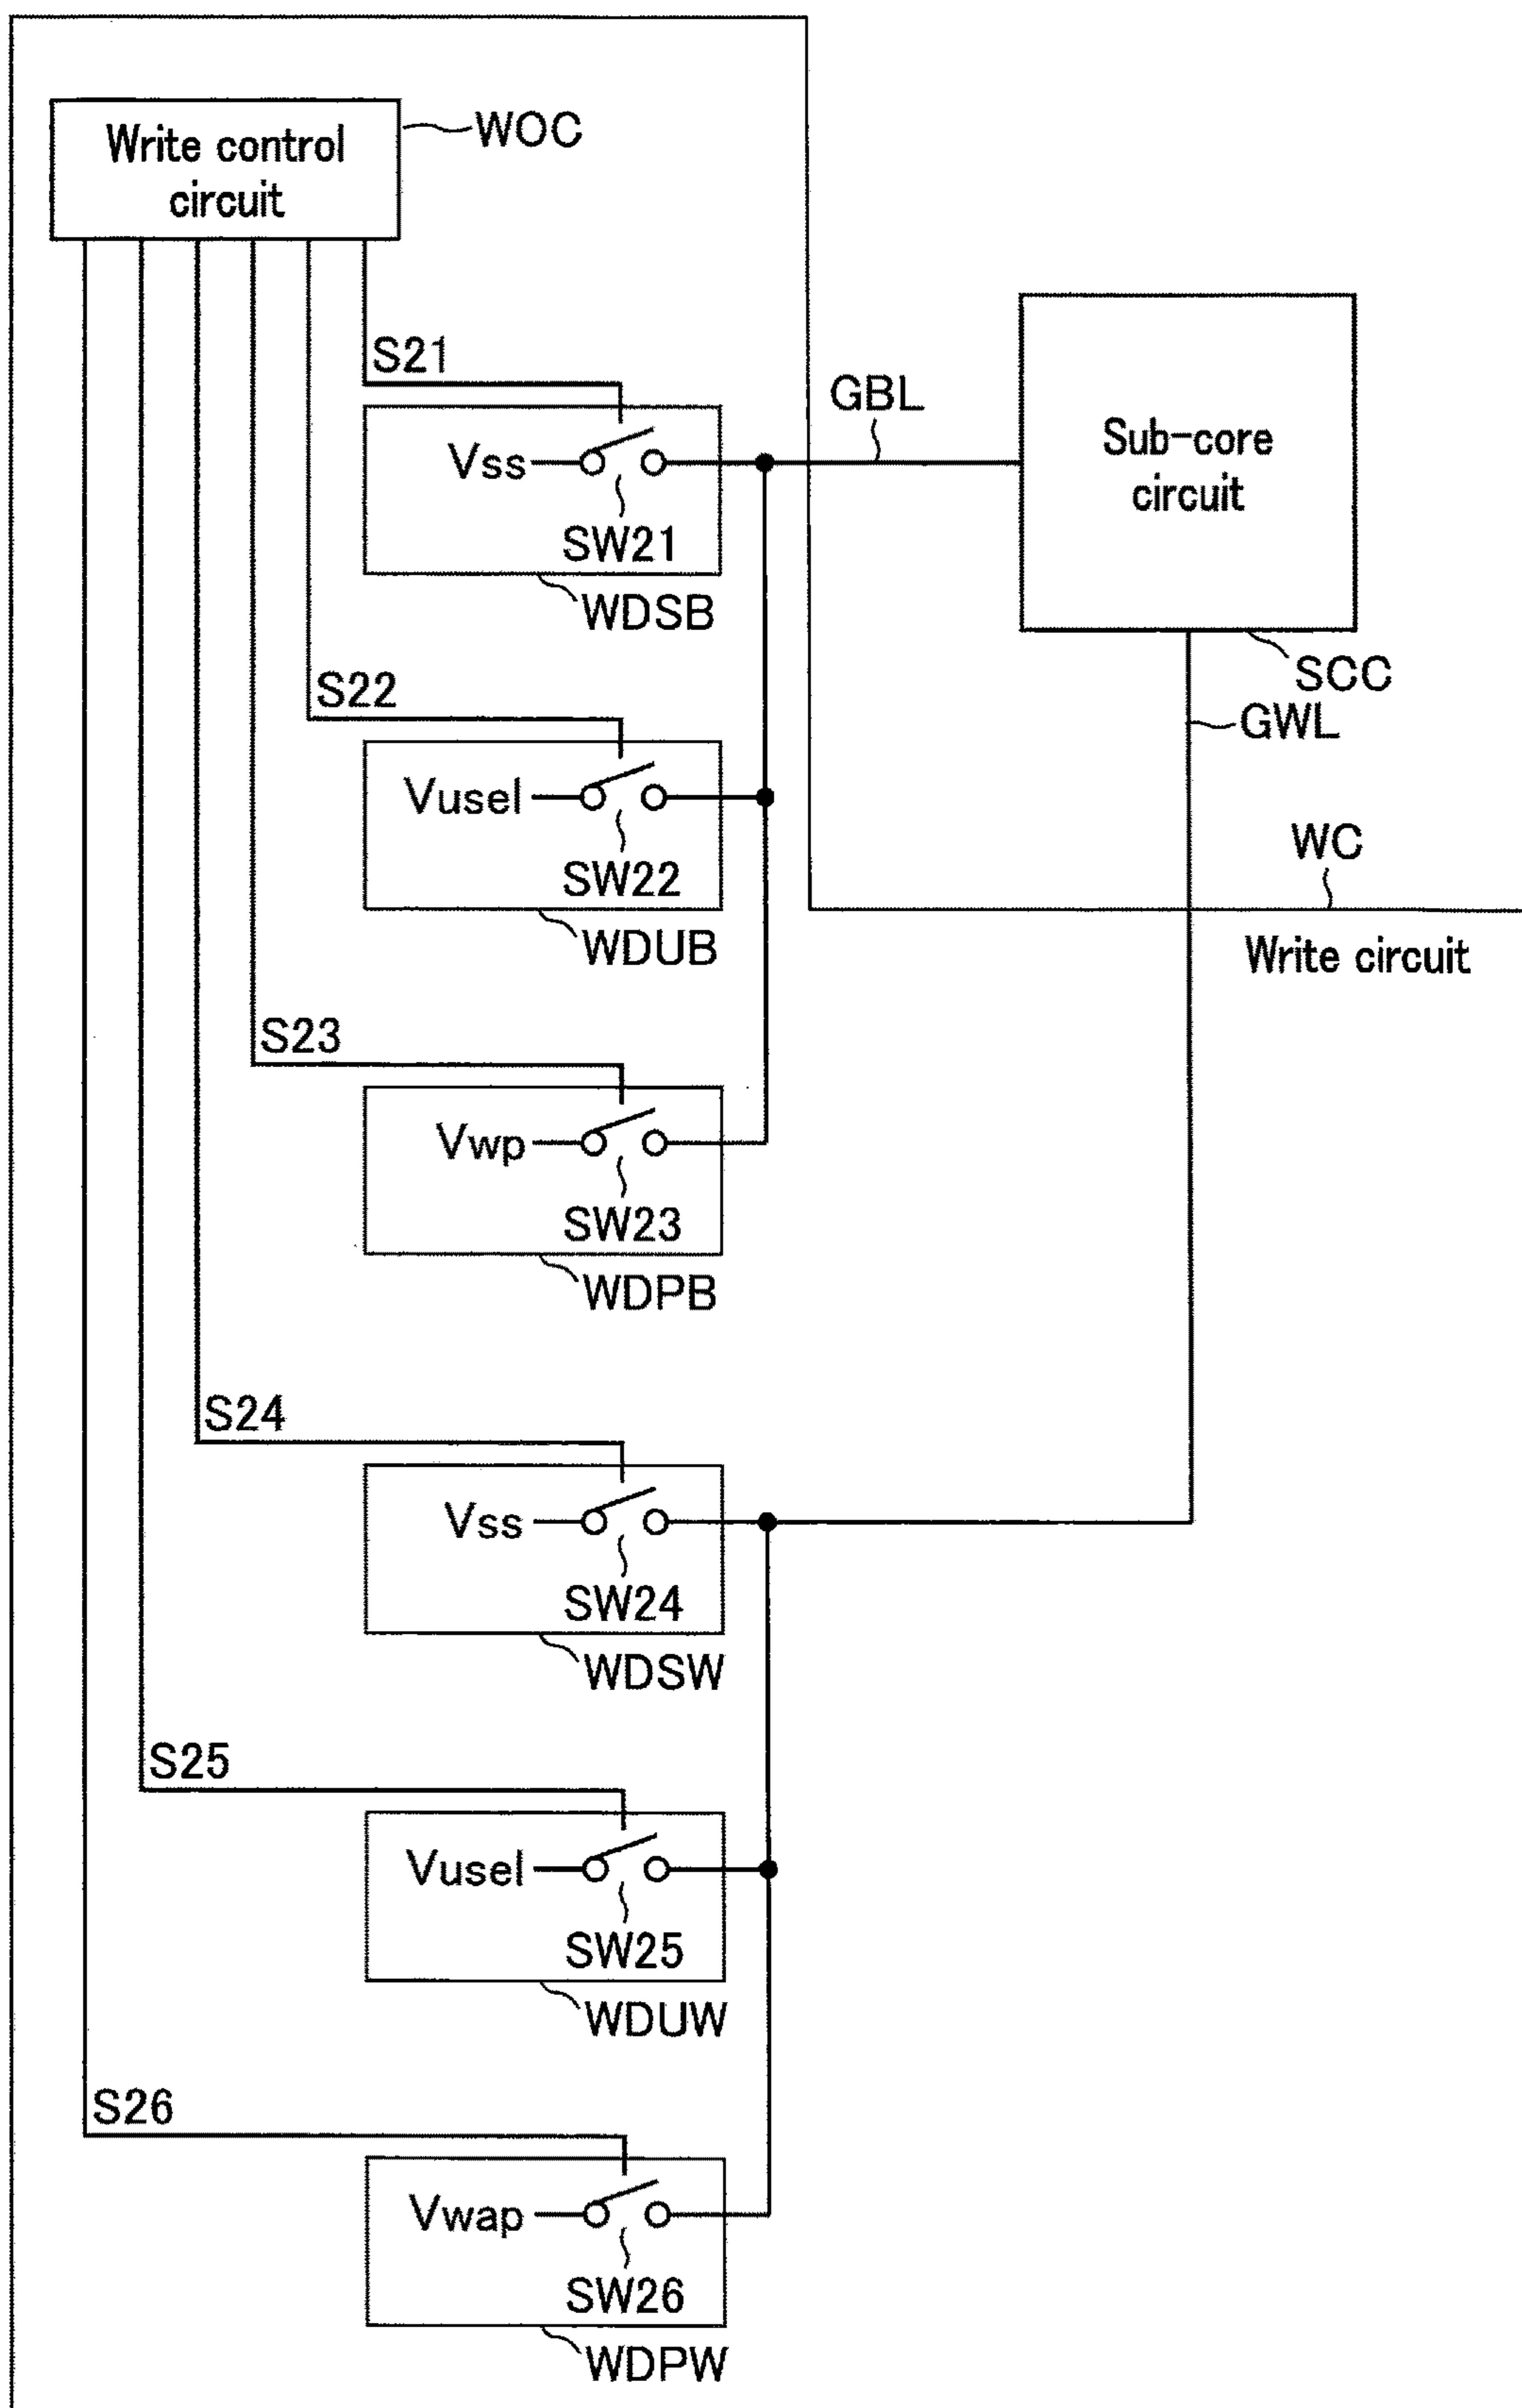 Write control
circuit
WOC
S21
GBL
Vss
SW21
WDSB
Sub-core
circuit
SCC
GWL
S22
Vusel
SW22
WDUB
WC
Write circuit
S23
Vwp
SW23
WDPB
S24
Vss
SW24
WDSW
S25
Vusel
SW25
WDUW
S26
Vwap
SW26
WDPW